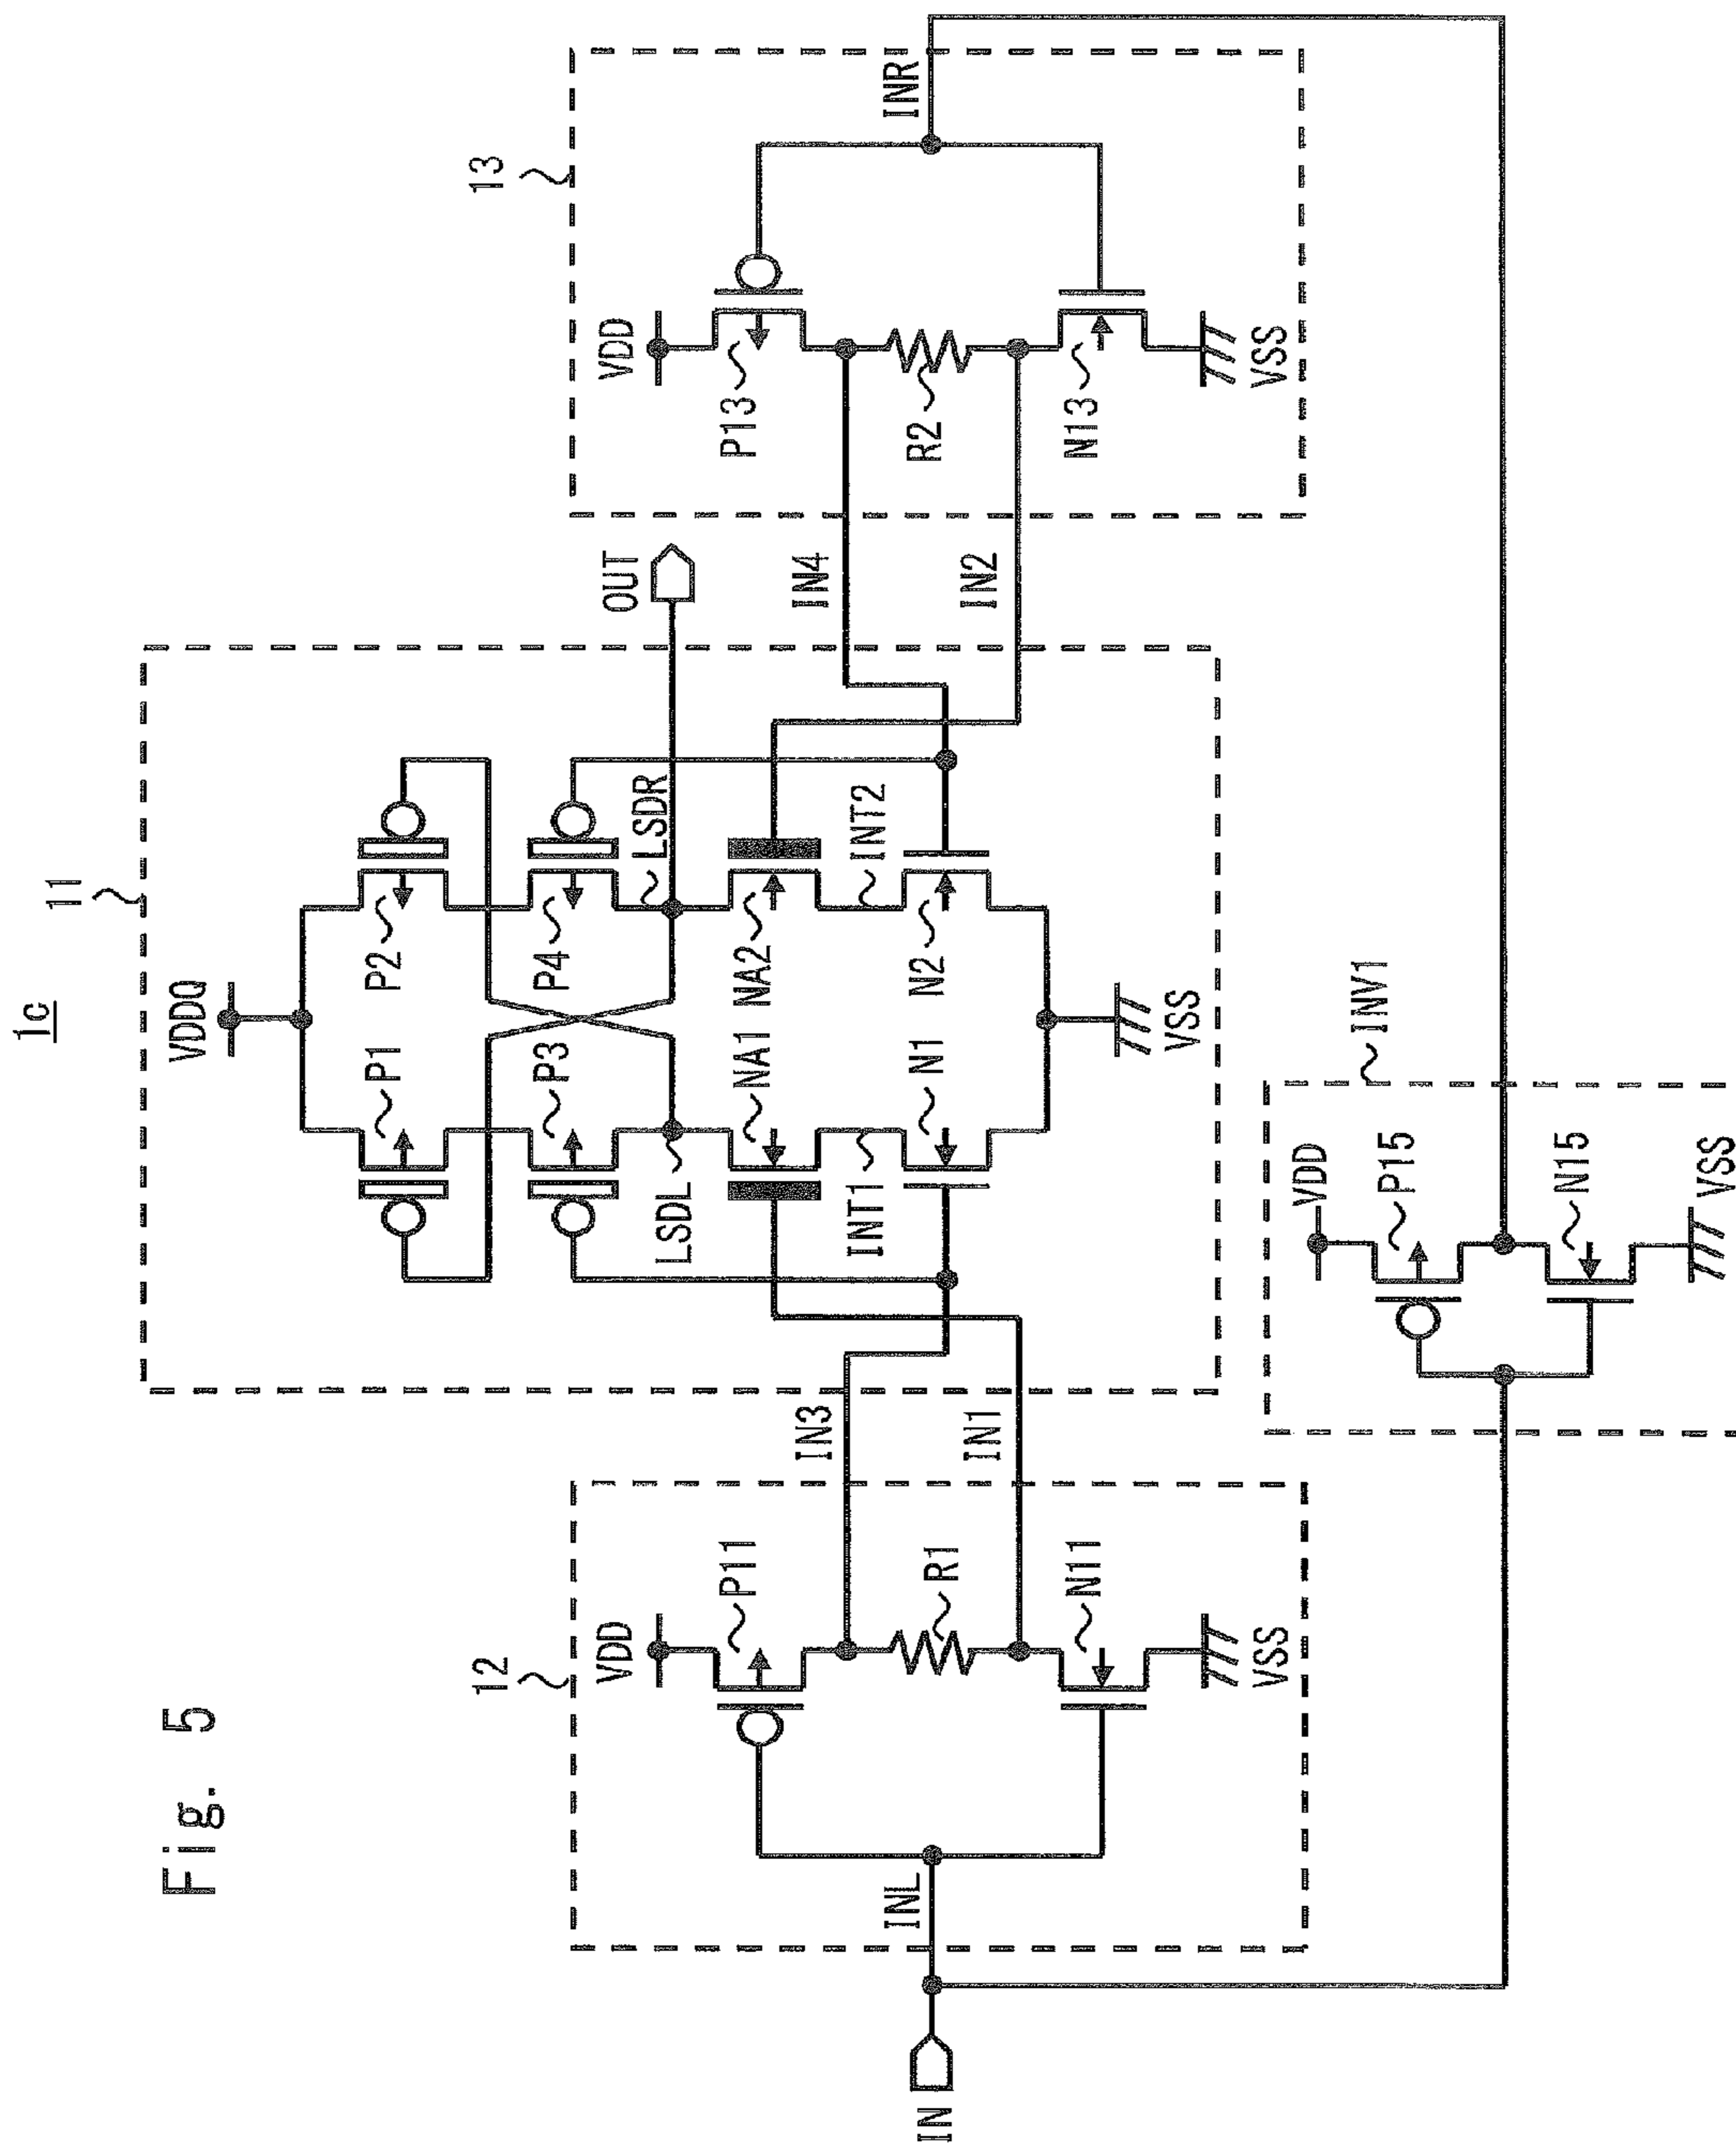 Fig. 5
1c
11
VDDQ
P1
P2
P3
P4
LSDL
LSDR
OUT
NA1
NA2
INT1
INT2
N1
N2
VSS
12
VDD
P11
IN3
R1
IN1
N11
VSS
INL
IN
13
VDD
P13
IN4
R2
IN2
N13
VSS
INR
INV1
VDD
P15
N15
VSS